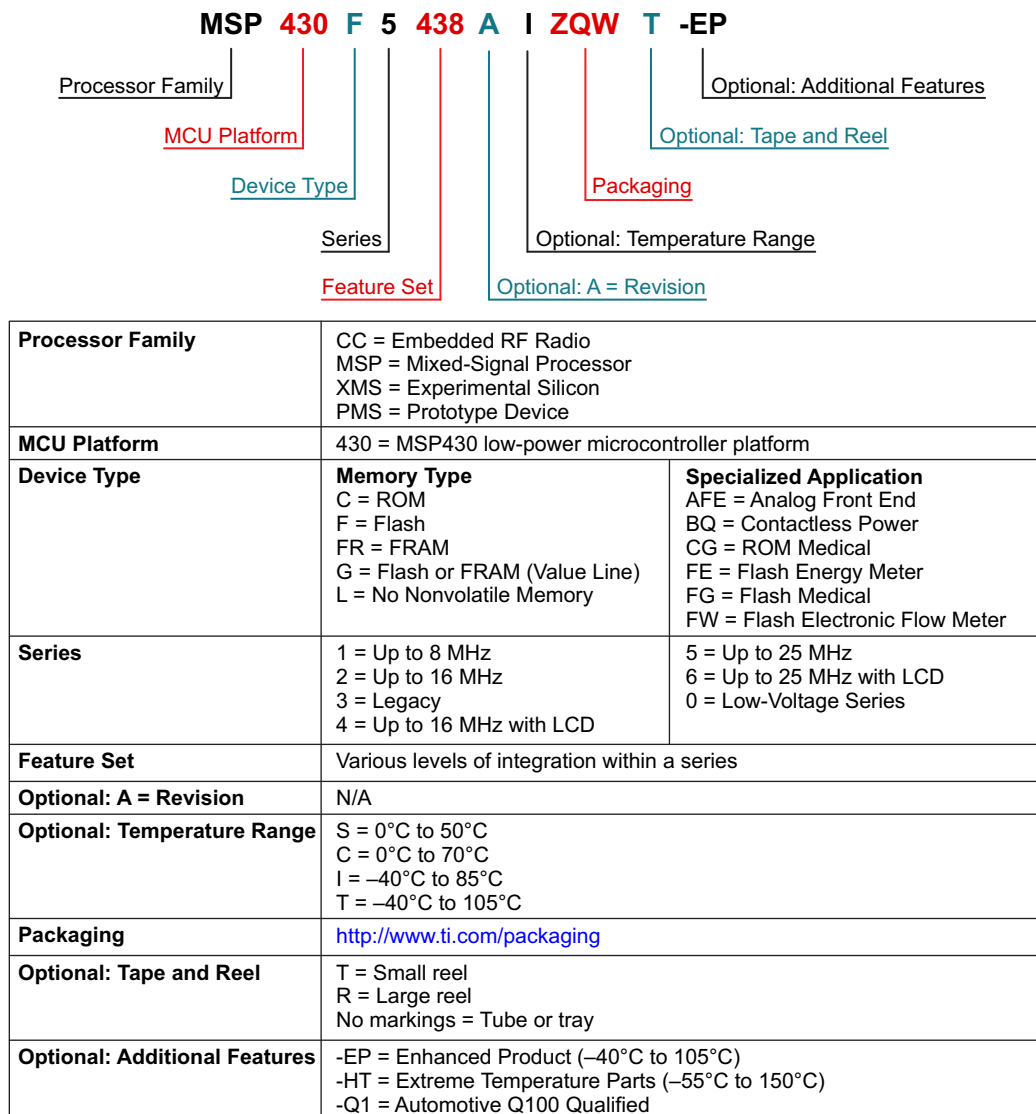 MSP 430 F 5 438 A I ZQW T -EP
Processor Family
Optional: Additional Features
MCU Platform
Optional: Tape and Reel
Device Type
Packaging
Series
Optional: Temperature Range
Feature Set
Optional: A = Revision
Processor Family
CC = Embedded RF Radio
MSP = Mixed-Signal Processor
XMS = Experimental Silicon
PMS = Prototype Device
MCU Platform
430 = MSP430 low-power microcontroller platform
Device Type
Memory Type
C = ROM
F = Flash
FR = FRAM
G = Flash or FRAM (Value Line)
L = No Nonvolatile Memory
Specialized Application
AFE = Analog Front End
BQ = Contactless Power
CG = ROM Medical
FE = Flash Energy Meter
FG = Flash Medical
FW = Flash Electronic Flow Meter
Series
1 = Up to 8 MHz
2 = Up to 16 MHz
3 = Legacy
4 = Up to 16 MHz with LCD
5 = Up to 25 MHz
6 = Up to 25 MHz with LCD
0 = Low-Voltage Series
Feature Set
Various levels of integration within a series
Optional: A = Revision
N/A
Optional: Temperature Range
S = 0°C to 50°C
C = 0°C to 70°C
I = –40°C to 85°C
T = –40°C to 105°C
Packaging
http://www.ti.com/packaging
Optional: Tape and Reel
T = Small reel
R = Large reel
No markings = Tube or tray
Optional: Additional Features
-EP = Enhanced Product (–40°C to 105°C)
-HT = Extreme Temperature Parts (–55°C to 150°C)
-Q1 = Automotive Q100 Qualified